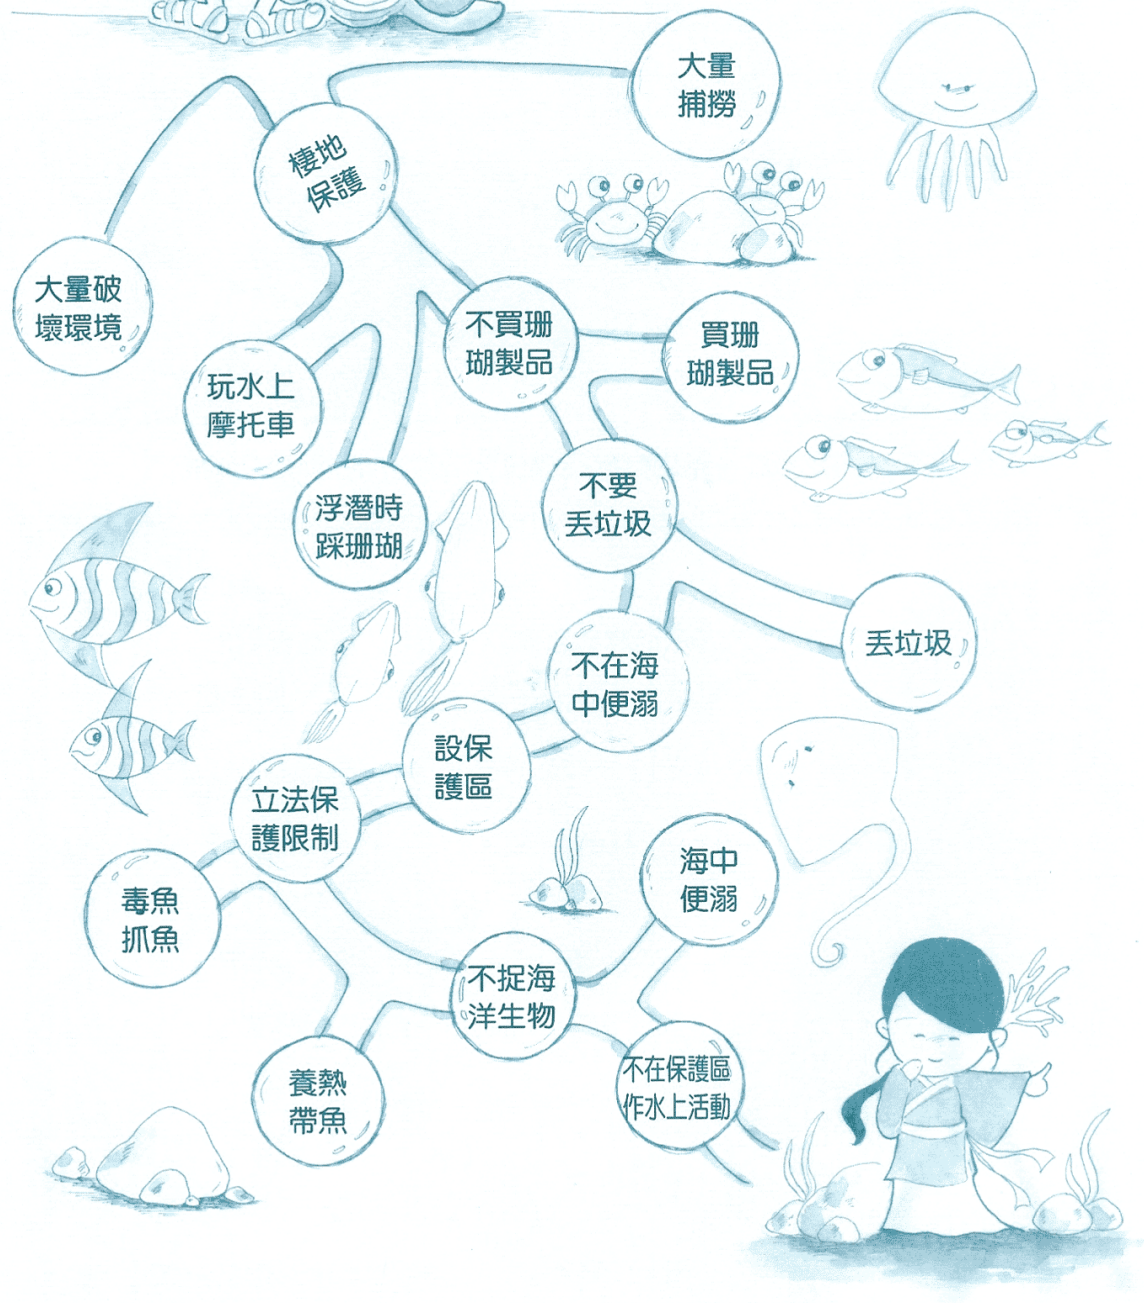 大量
捕撈
棲地
保護
大量破
壞環境
不買珊
瑚製品
買珊
瑚製品
玩水上
摩托車
浮潛時
踩珊瑚
不要
丟垃圾
丟垃圾
不在海
中便溺
設保
護區
立法保
護限制
海中
便溺
毒魚
抓魚
不捉海
洋生物
養熱
帶魚
不在保護區
作水上活動